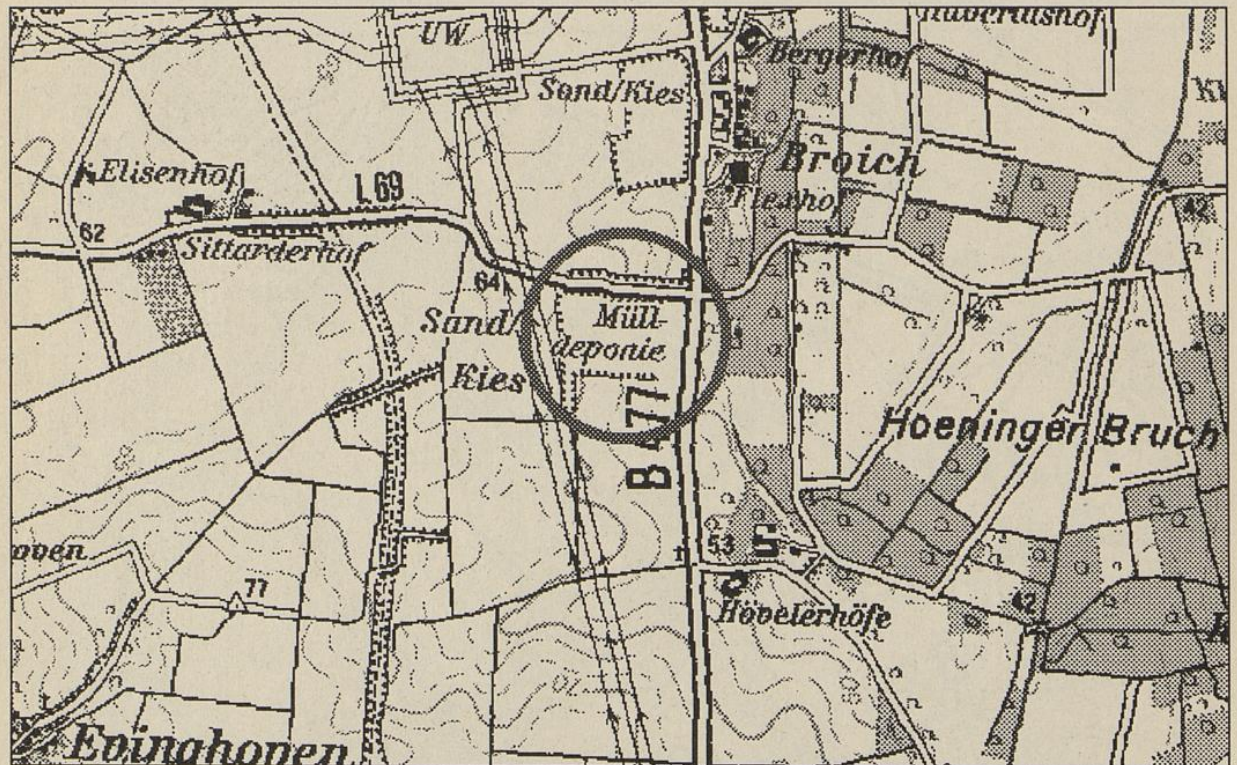 UW
Sand/Kies
Bergerhof
Elisenhof
L 69
Broich
62
Sittarderhof
42
64
Sand/
Kies
Müll-
deponie
B 477
Hoeninger Bruch
oven
53
77
Hövelerhöfe
42
Evinghoven